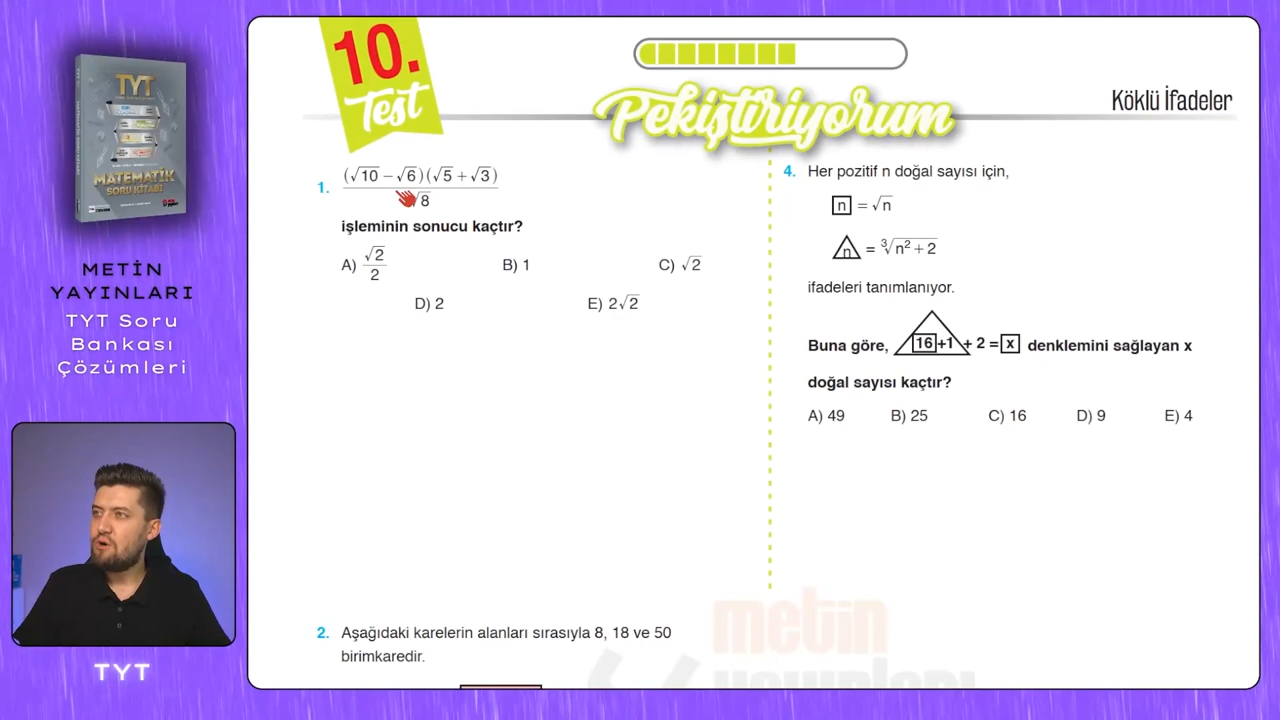 TYT
MATEMATİK
SORU KİTABI
METİN
YAYINLARI
TYT Soru
Bankası
Çözümleri
TYT
10.
Test
Pekiştiriyorum
Köklü İfadeler
1. (√10 − √6)(√5 + √3)
√8
işleminin sonucu kaçtır?
A) √2/2 B) 1 C) √2
D) 2 E) 2√2
2. Aşağıdaki karelerin alanları sırasıyla 8, 18 ve 50
birimkaredir.
4. Her pozitif n doğal sayısı için,
n = √n
n = ³√n² + 2
ifadeleri tanımlanıyor.
Buna göre, 16 +1 + 2 = x denklemini sağlayan x
doğal sayısı kaçtır?
A) 49 B) 25 C) 16 D) 9 E) 4
metin
yayınları